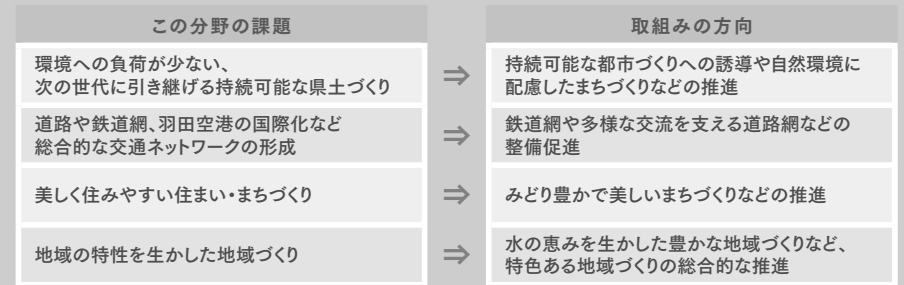 この分野の課題
取組みの方向
環境への負荷が少ない、
次の世代に引き継げる持続可能な県土づくり
⇒
持続可能な都市づくりへの誘導や自然環境に
配慮したまちづくりなどの推進
道路や鉄道網、羽田空港の国際化など
総合的な交通ネットワークの形成
⇒
鉄道網や多様な交流を支える道路網などの
整備促進
美しく住みやすい住まい・まちづくり
⇒
みどり豊かで美しいまちづくりなどの推進
地域の特性を生かした地域づくり
⇒
水の恵みを生かした豊かな地域づくりなど、
特色ある地域づくりの総合的な推進